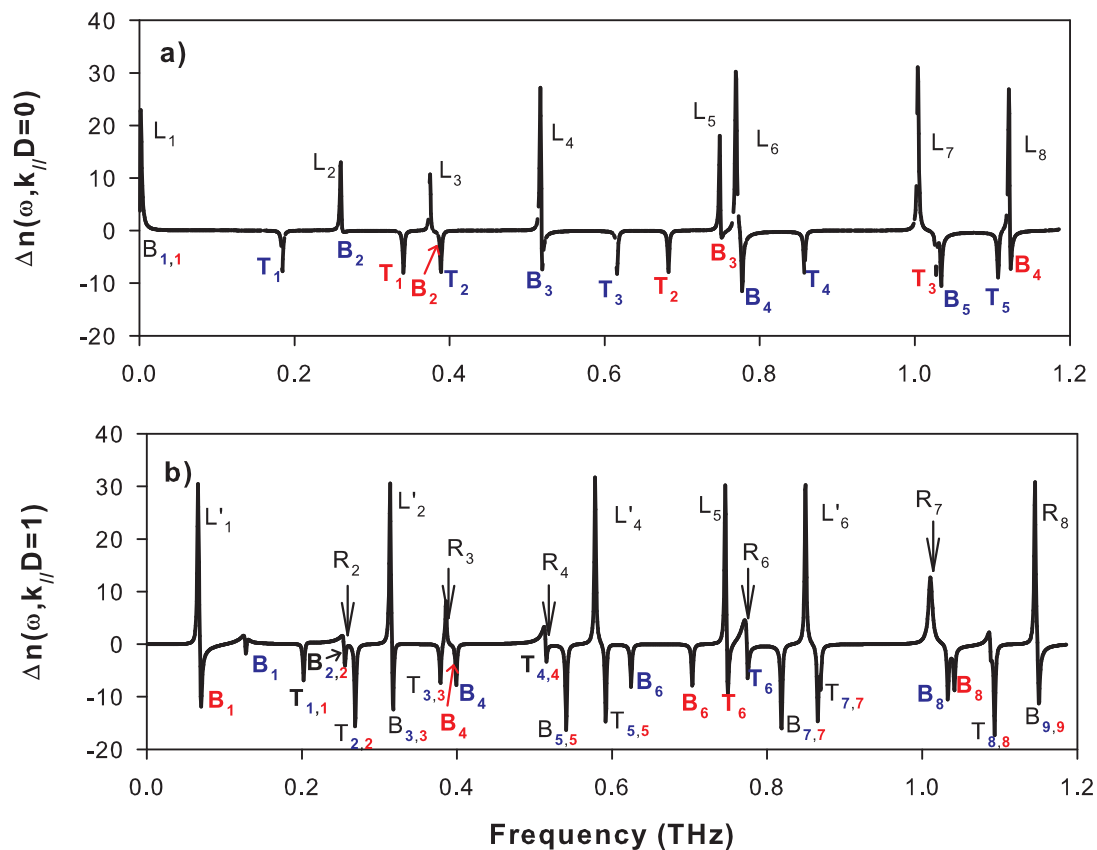 a)
Δn(ω,k//D=0)
40
30
20
10
0
-10
-20
L1
L2
L3
L4
L5
L6
L7
L8
B1,1
T1
B2
T1
B2
T2
B3
T3
T2
B3
B4
T4
T3
B5
T5
B4
0.0 0.2 0.4 0.6 0.8 1.0 1.2
b)
Δn(ω,k//D=1)
40
30
20
10
0
-10
-20
L'1
L'2
L'4
L5
L'6
R7
R8
R2
R3
R4
R6
B1
B1
T1,1
B2,2
T2,2
B3,3
T3,3
B4
B4
T4,4
B5,5
T5,5
B6
B6
T6
T6
B7,7
T7,7
B8
B8
T8,8
B9,9
0.0 0.2 0.4 0.6 0.8 1.0 1.2
Frequency (THz)